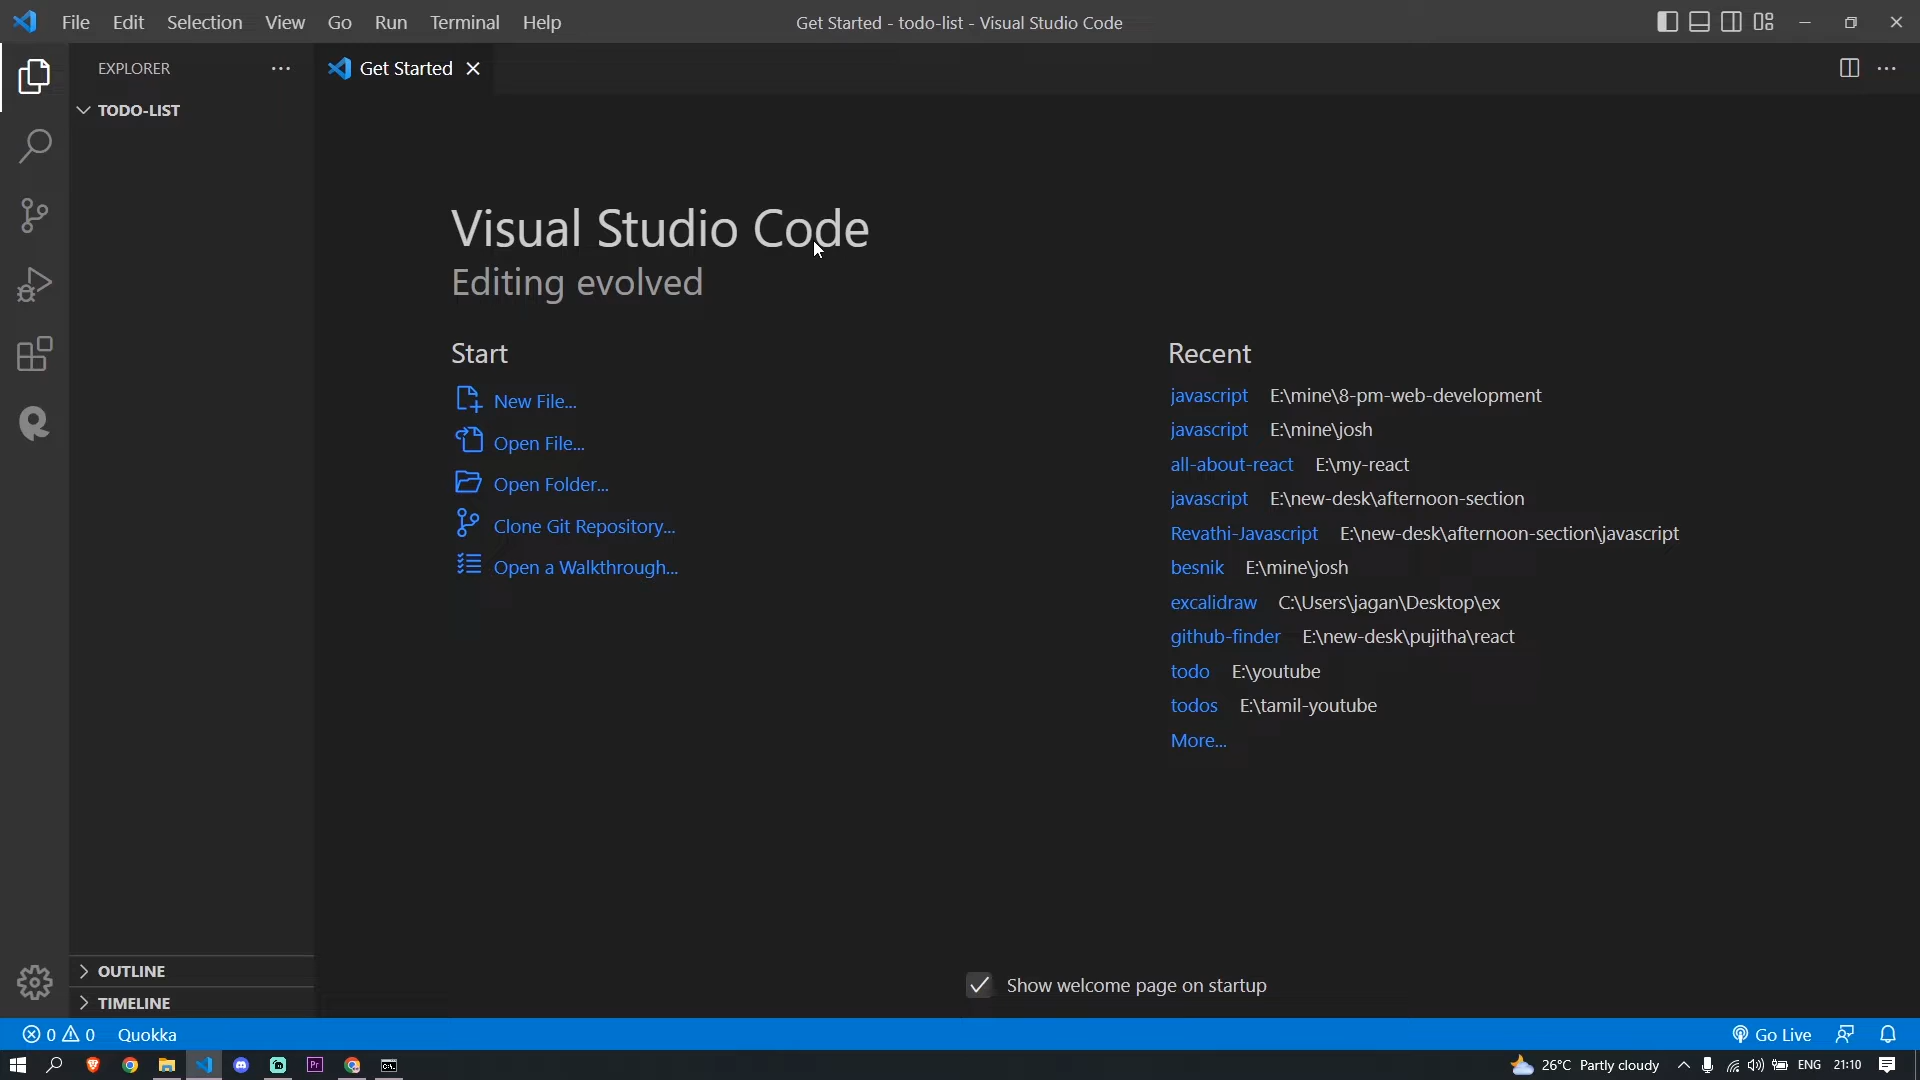 File Edit Selection View Go Run Terminal Help
Get Started - todo-list - Visual Studio Code
EXPLORER
Get Started
TODO-LIST
Visual Studio Code
Editing evolved
Start
New File...
Open File...
Open Folder...
Clone Git Repository...
Open a Walkthrough...
Recent
javascript E:\mine\8-pm-web-development
javascript E:\mine\josh
all-about-react E:\my-react
javascript E:\new-desk\afternoon-section
Revathi-Javascript E:\new-desk\afternoon-section\javascript
besnik E:\mine\josh
excalidraw C:\Users\jagan\Desktop\ex
github-finder E:\new-desk\pujitha\react
todo E:\youtube
todos E:\tamil-youtube
More...
OUTLINE
TIMELINE
Show welcome page on startup
0 0 Quokka
Go Live
Pr
26°C Partly cloudy
ENG
21:10